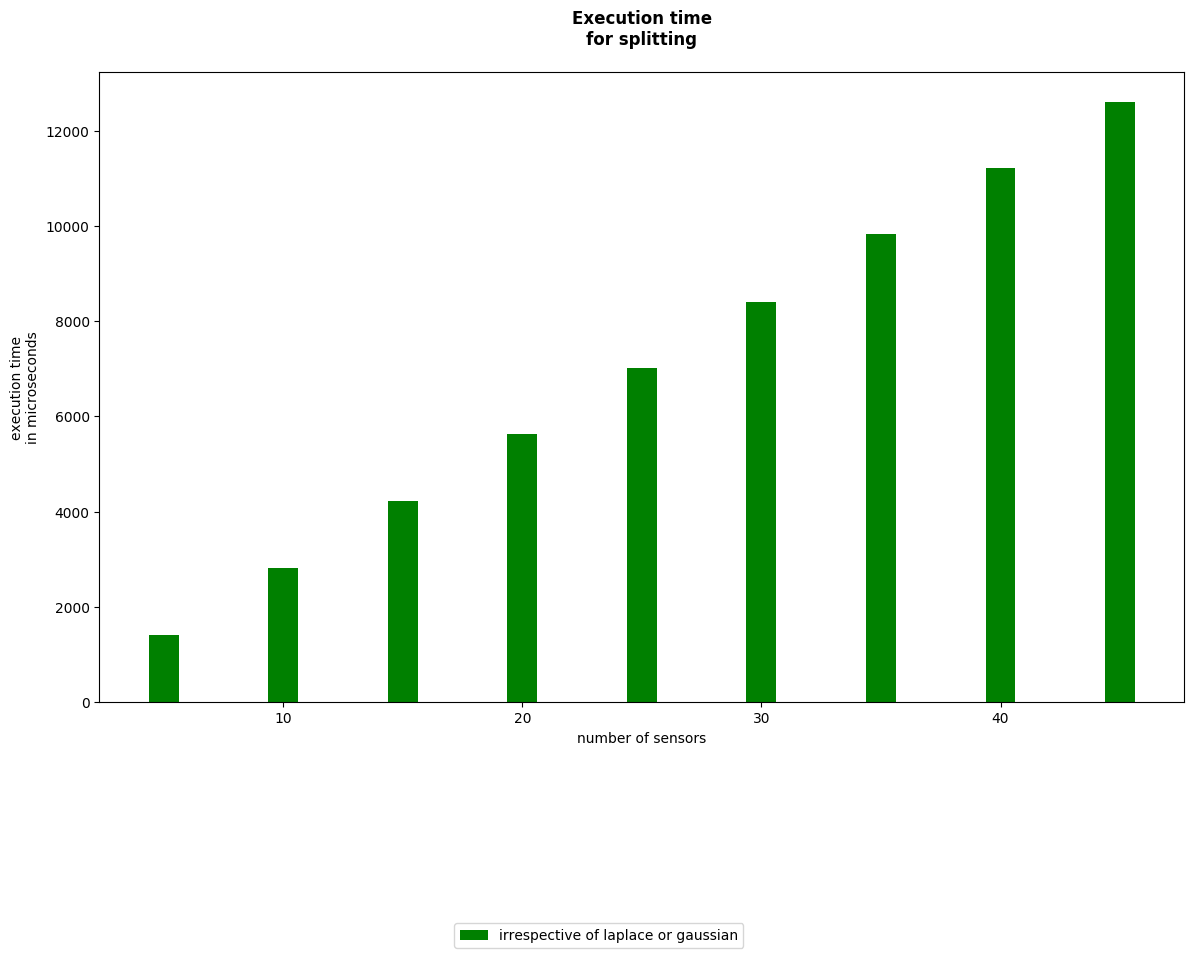 Execution time
for splitting
execution time
in microseconds
12000
10000
8000
6000
4000
2000
0
10
20
30
40
number of sensors
irrespective of laplace or gaussian